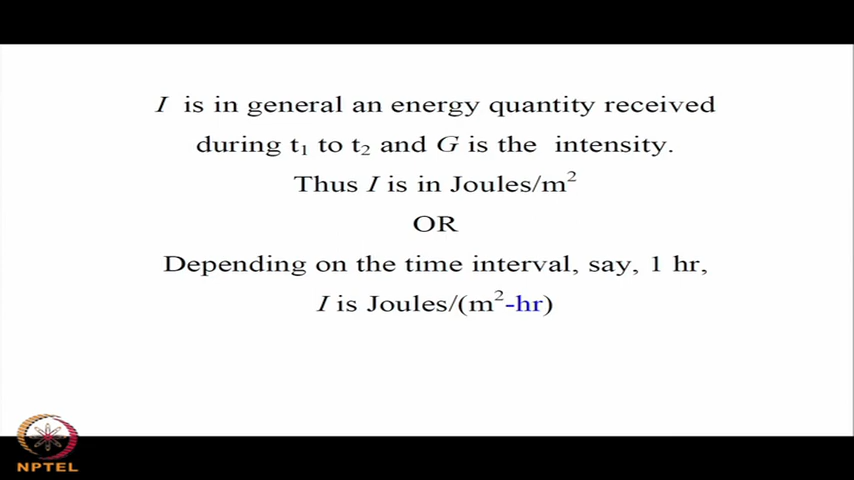 I is in general an energy quantity received
during t₁ to t₂ and G is the intensity.
Thus I is in Joules/m²
OR
Depending on the time interval, say, 1 hr,
I is Joules/(m²-hr)
NPTEL